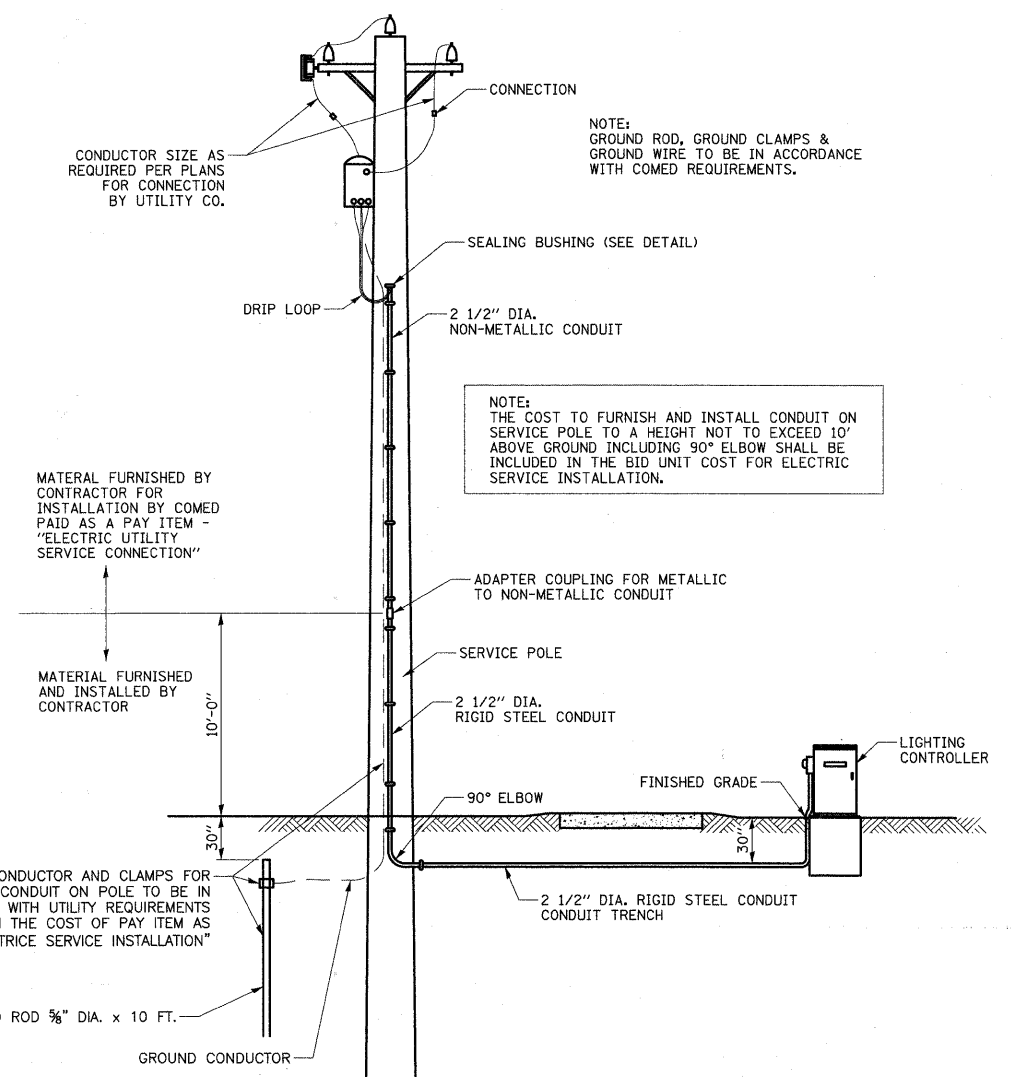 CONNECTION
NOTE:
GROUND ROD, GROUND CLAMPS &
GROUND WIRE TO BE IN ACCORDANCE
WITH COMED REQUIREMENTS.
CONDUCTOR SIZE AS
REQUIRED PER PLANS
FOR CONNECTION
BY UTILITY CO.
SEALING BUSHING (SEE DETAIL)
DRIP LOOP
2 1/2" DIA.
NON-METALLIC CONDUIT
NOTE:
THE COST TO FURNISH AND INSTALL CONDUIT ON
SERVICE POLE TO A HEIGHT NOT TO EXCEED 10'
ABOVE GROUND INCLUDING 90° ELBOW SHALL BE
INCLUDED IN THE BID UNIT COST FOR ELECTRIC
SERVICE INSTALLATION.
MATERAL FURNISHED BY
CONTRACTOR FOR
INSTALLATION BY COMED
PAID AS A PAY ITEM -
"ELECTRIC UTILITY
SERVICE CONNECTION"
ADAPTER COUPLING FOR METALLIC
TO NON-METALLIC CONDUIT
SERVICE POLE
MATERIAL FURNISHED
AND INSTALLED BY
CONTRACTOR
10'-0"
2 1/2" DIA.
RIGID STEEL CONDUIT
LIGHTING
CONTROLLER
FINISHED GRADE
90° ELBOW
30"
30"
ONDUCTOR AND CLAMPS FOR
CONDUIT ON POLE TO BE IN
WITH UTILITY REQUIREMENTS
THE COST OF PAY ITEM AS
TRICE SERVICE INSTALLATION"
2 1/2" DIA. RIGID STEEL CONDUIT
CONDUIT TRENCH
ROD 5/8" DIA. x 10 FT.
GROUND CONDUCTOR